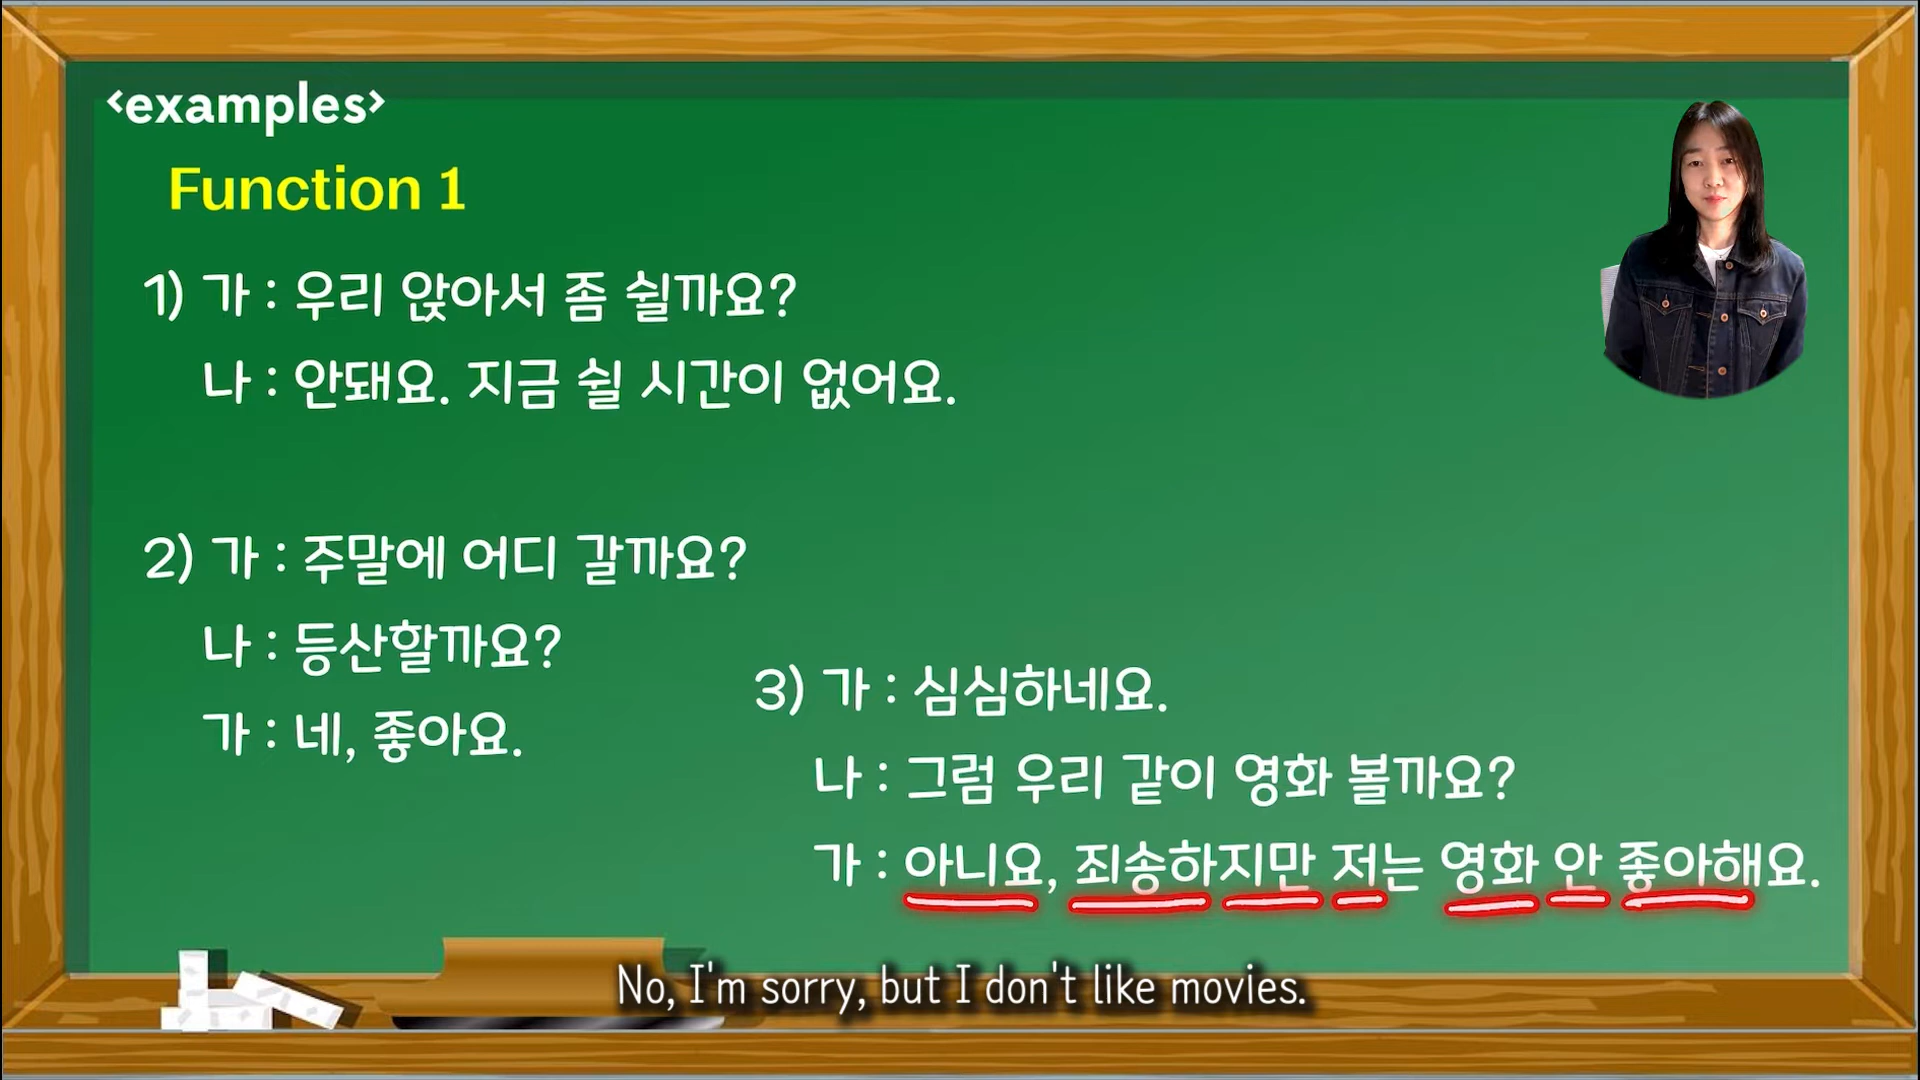 <examples>
Function 1
1) 가 : 우리 앉아서 좀 쉴까요?
나 : 안돼요. 지금 쉴 시간이 없어요.
2) 가 : 주말에 어디 갈까요?
나 : 등산할까요?
가 : 네, 좋아요.
3) 가 : 심심하네요.
나 : 그럼 우리 같이 영화 볼까요?
가 : 아니요, 죄송하지만 저는 영화 안 좋아해요.
No, I'm sorry, but I don't like movies.